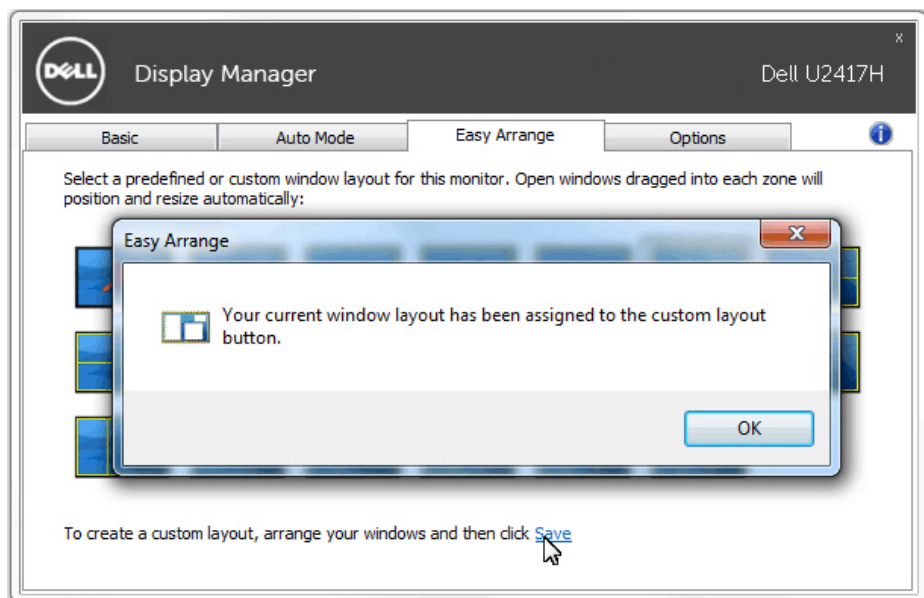 DELL
Display Manager
Dell U2417H
x
Basic
Auto Mode
Easy Arrange
Options
i
Select a predefined or custom window layout for this monitor. Open windows dragged into each zone will
position and resize automatically:
Easy Arrange
x
Your current window layout has been assigned to the custom layout
button.
OK
To create a custom layout, arrange your windows and then click Save